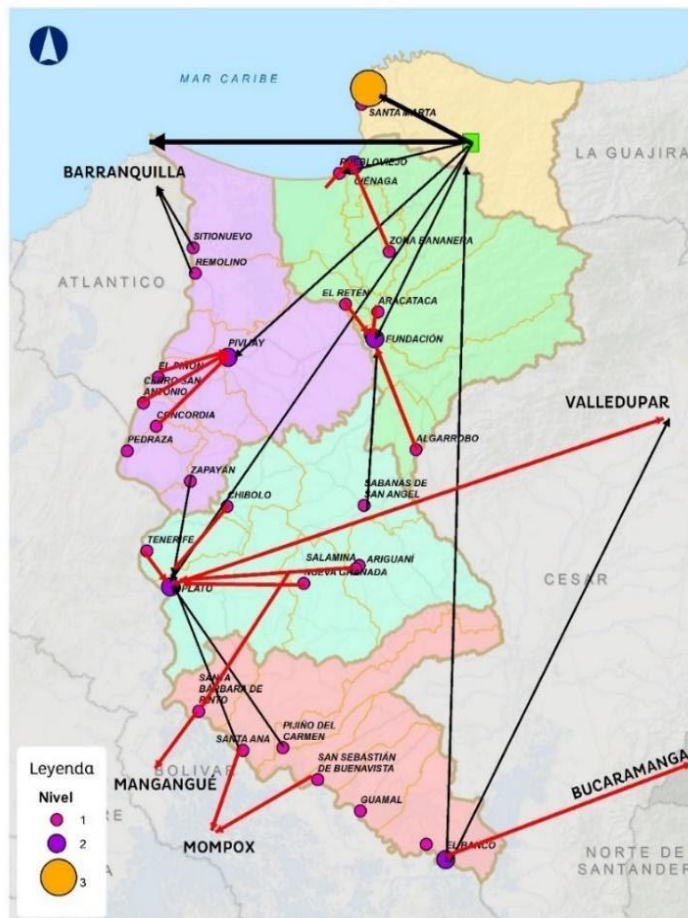 MAR CARIBE
SANTA MARTA
LA GUAJIRA
BARRANQUILLA
PUEBLOVIEJO
CIÉNAGA
SITIONUEVO
ZONA BANANERA
REMOLINO
ATLANTICO
EL RETÉN
ARACATACA
PIVIJAY
FUNDACIÓN
EL PIÑON
CERRO SAN
ANTONIO
VALLEDUPAR
CONCORDIA
PEDRAZA
ALGARROBO
ZAPAYÁN
CHIBOLO
SABANAS DE
SAN ANGEL
TENERIFE
SALAMINA
ARIGUANÍ
NUEVA GRANADA
CESAR
PLATO
SANTA
BÁRBARA DE
PINTO
PIJIÑO DEL
CARMEN
SANTA ANA
SAN SEBASTIÁN
DE BUENAVISTA
BOLIVAR
MANGANGUÉ
BUCARAMANGA
GUAMAL
MOMPOX
EL BANCO
NORTE DE
SANTANDER
Leyenda
Nivel
1
2
3
RE